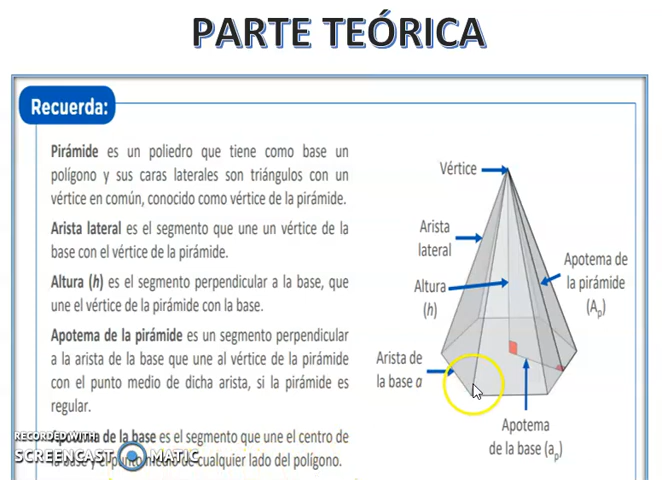 PARTE TEÓRICA
Recuerda:
Pirámide es un poliedro que tiene como base un
polígono y sus caras laterales son triángulos con un
vértice en común, conocido como vértice de la pirámide.
Arista lateral es el segmento que une un vértice de la
base con el vértice de la pirámide.
Altura (h) es el segmento perpendicular a la base, que
une el vértice de la pirámide con la base.
Apotema de la pirámide es un segmento perpendicular
a la arista de la base que une al vértice de la pirámide
con el punto medio de dicha arista, si la pirámide es
regular.
Apotema de la base es el segmento que une el centro de
la base y el punto medio de cualquier lado del polígono.
Vértice
Arista
lateral
Altura
(h)
Apotema de
la pirámide
(Ap)
Arista de
la base a
Apotema
de la base (ap)
RECORDED WITH
SCREENCAST MATIC